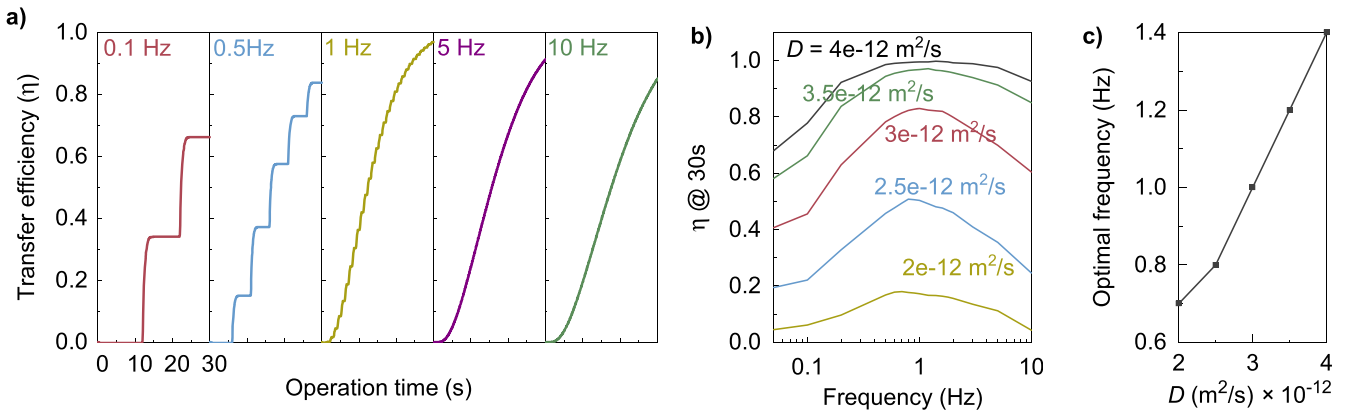 a)
Transfer efficiency (η)
1.0
0.8
0.6
0.4
0.2
0.0
0.1 Hz
0.5Hz
1 Hz
5 Hz
10 Hz
0 10 20 30
Operation time (s)
b)
η @ 30s
1.0
0.8
0.6
0.4
0.2
0.0
D = 4e-12 m²/s
3.5e-12 m²/s
3e-12 m²/s
2.5e-12 m²/s
2e-12 m²/s
0.1 1 10
Frequency (Hz)
c)
Optimal frequency (Hz)
1.4
1.2
1.0
0.8
0.6
2 3 4
D (m²/s) × 10⁻¹²